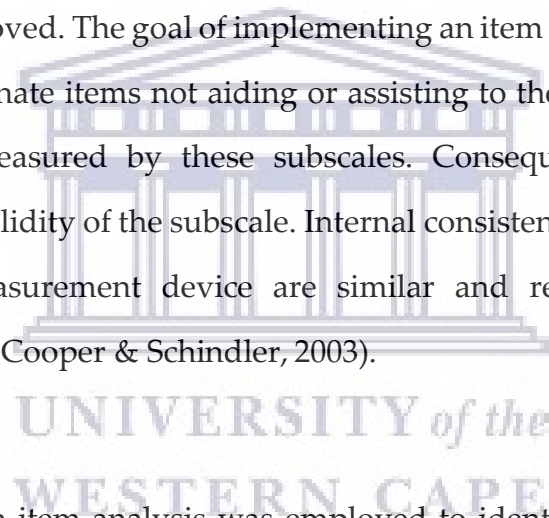 oved. The goal of implementing an item
nate items not aiding or assisting to the
easured by these subscales. Consequ
lidity of the subscale. Internal consisten
asurement device are similar and re
Cooper & Schindler, 2003).
UNIVERSITY of the
WESTERN CAPE
item analysis was employed to ident